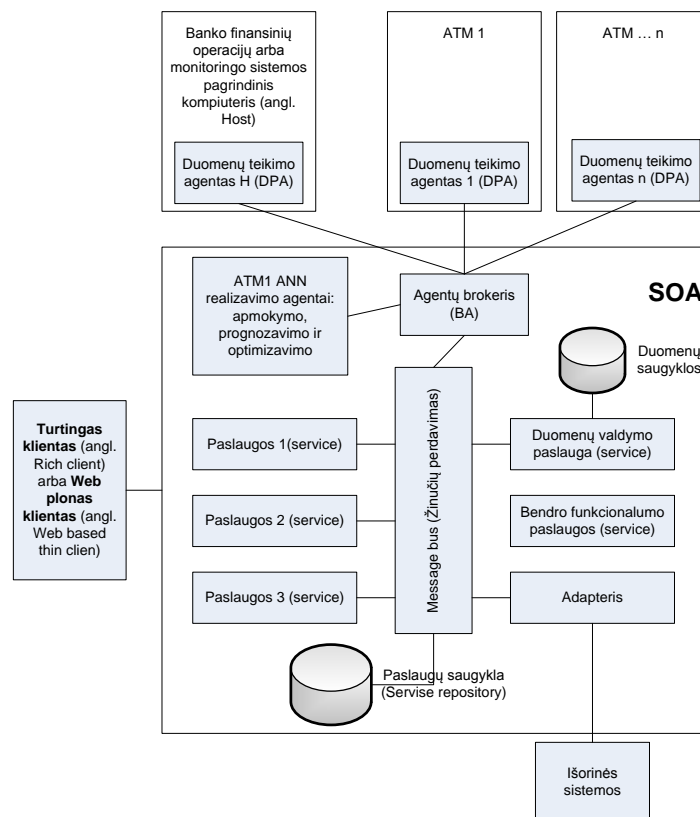 Banko finansinių
operacijų arba
monitoringo sistemos
pagrindinis
kompiuteris (angl.
Host)
Duomenų teikimo
agentas H (DPA)
ATM 1
Duomenų teikimo
agentas 1 (DPA)
ATM … n
Duomenų teikimo
agentas n (DPA)
SOA
ATM1 ANN
realizavimo agentai:
apmokymo,
prognozavimo ir
optimizavimo
Agentų brokeris
(BA)
Duomenų
saugyklos
Turtingas
klientas (angl.
Rich client)
arba Web
plonas
klientas (angl.
Web based
thin clien)
Paslaugos 1(service)
Paslaugos 2 (service)
Paslaugos 3 (service)
Message bus (Žinučių perdavimas)
Duomenų valdymo
paslauga (service)
Bendro funkcionalumo
paslaugos (service)
Adapteris
Paslaugų saugykla
(Servise repository)
Išorinės
sistemos